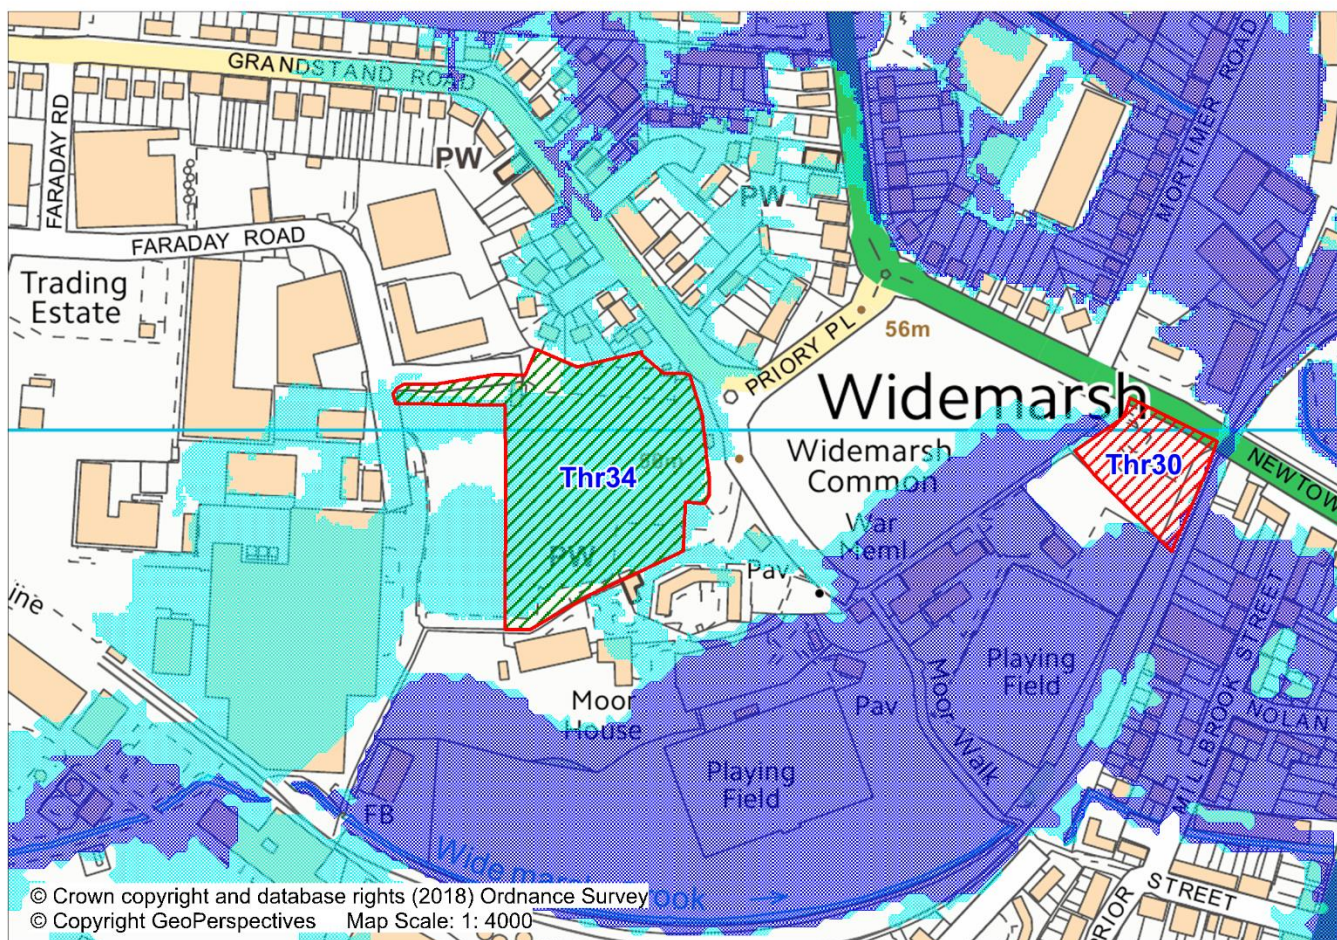 GRANDSTAND ROAD
FARADAY RD
PW
FARADAY ROAD
Trading
Estate
PW
MORTIMER ROAD
PRIORY PL
56m
Widemarsh
Widemarsh
Common
War
Meml
Thr34
Thr30
PW
Pav
NEWTOW
ine
Moor
House
Pav
Moor Walk
Playing
Field
Playing
Field
MILLBROOK STREET
NOLAN
FB
PRIOR
STREET
© Crown copyright and database rights (2018) Ordnance Survey
© Copyright GeoPerspectives Map Scale: 1: 4000